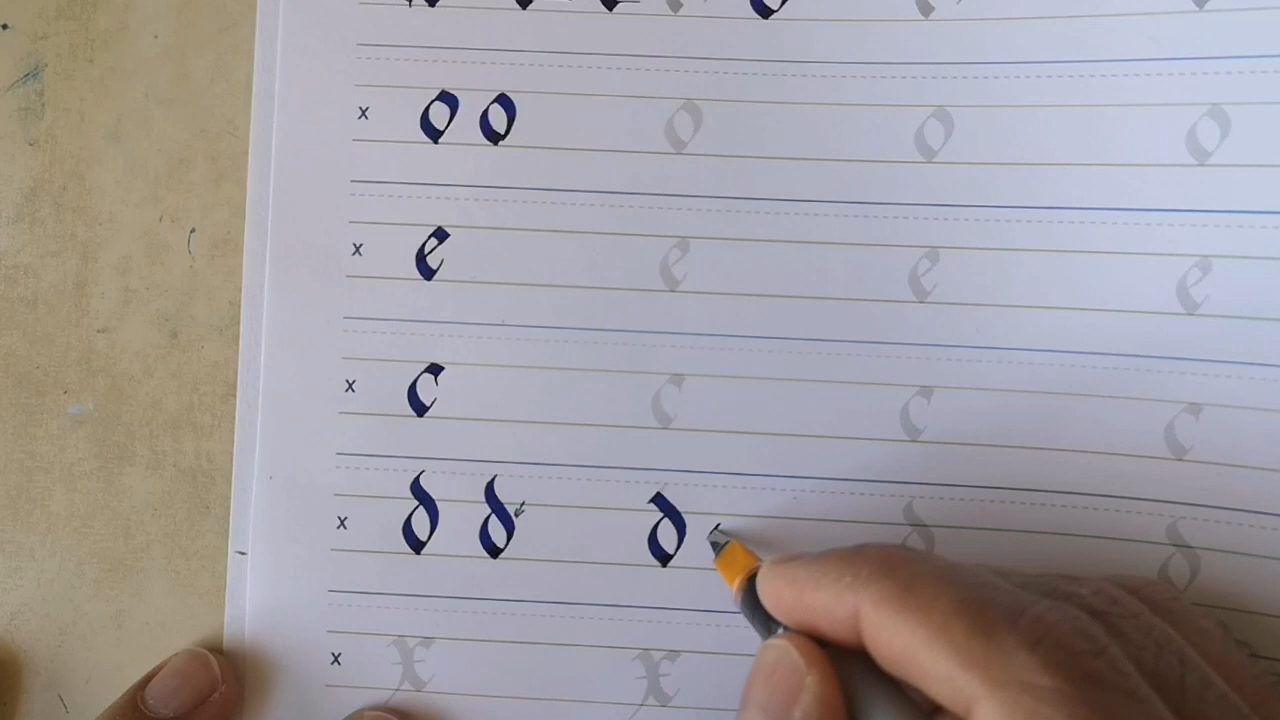 x o o o o o
x e e e e
x c c c c
x d d d d d
x x x